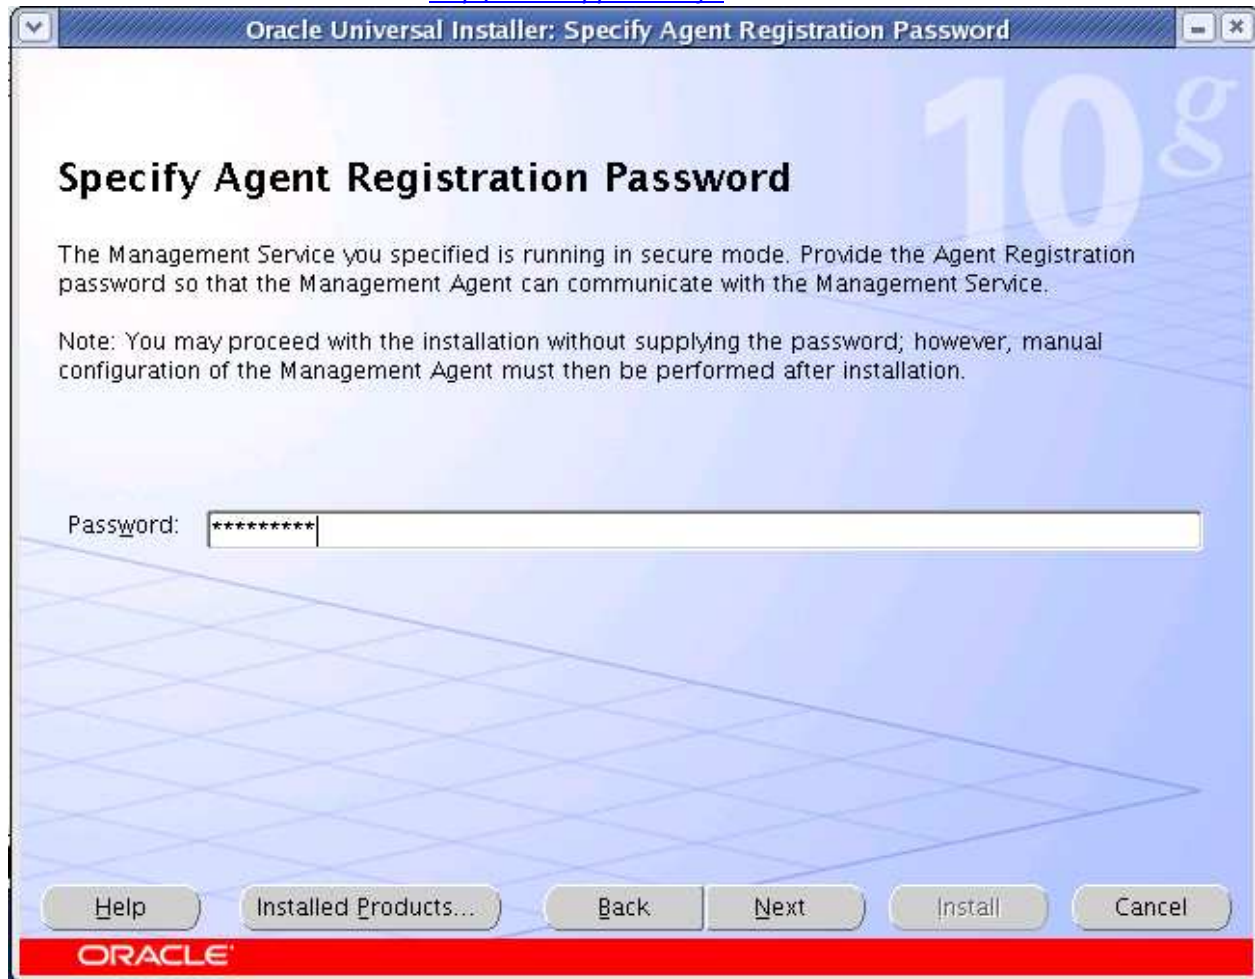 Oracle Universal Installer: Specify Agent Registration Password
10g
Specify Agent Registration Password
The Management Service you specified is running in secure mode. Provide the Agent Registration
password so that the Management Agent can communicate with the Management Service.
Note: You may proceed with the installation without supplying the password; however, manual
configuration of the Management Agent must then be performed after installation.
Password: *********
Help Installed Products... Back Next Install Cancel
ORACLE